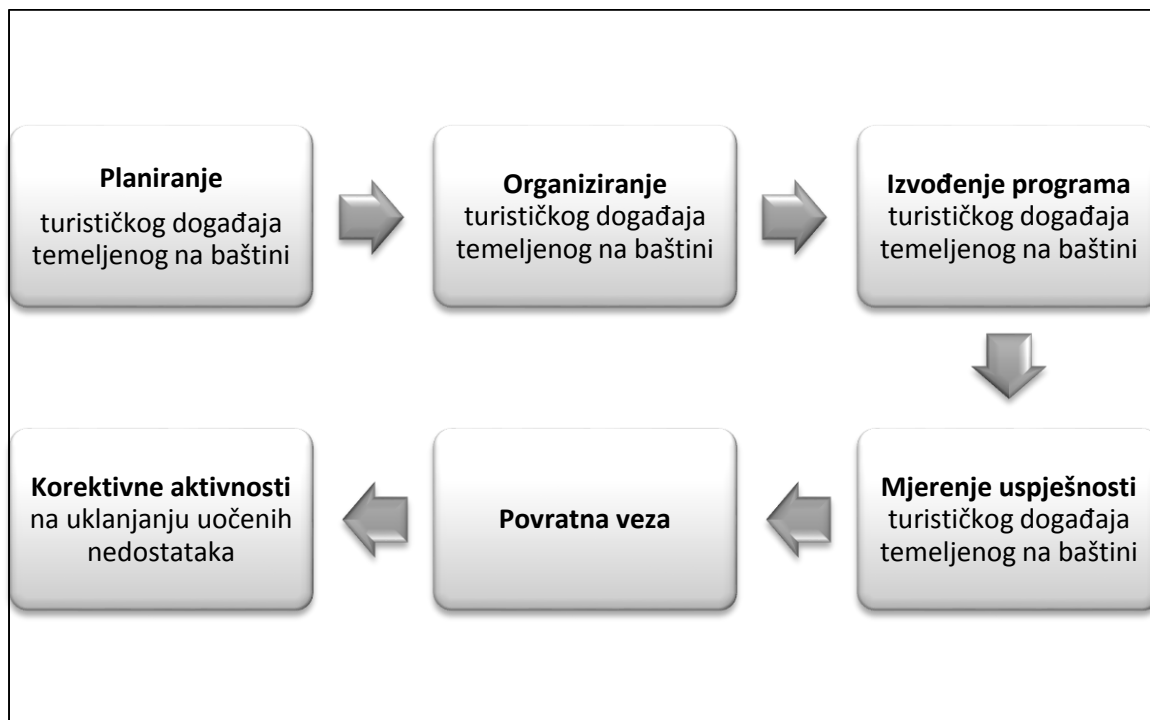 Planiranje
turističkog događaja
temeljenog na baštini
Organiziranje
turističkog događaja
temeljenog na baštini
Izvođenje programa
turističkog događaja
temeljenog na baštini
Mjerenje uspješnosti
turističkog događaja
temeljenog na baštini
Povratna veza
Korektivne aktivnosti
na uklanjanju uočenih
nedostataka